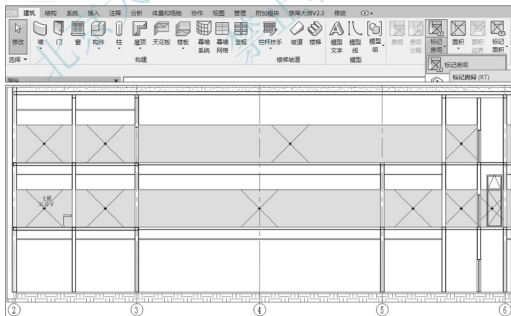 建筑 结构 系统 插入 注释 分析 体量和场地 协作 视图 管理 附加模块 族库大师V2.3 修改
修改 墙 门 窗 构件 柱 屋顶 天花板 楼板 幕墙系统 幕墙网格 竖梃 栏杆扶手 坡道 楼梯 模型文字 模型线 模型组 房间 房间分隔 标记房间 面积 面积边界 标记面积
选择 构建 楼梯坡道 模型
标记房间
标记房间 (RT)
属性
2 3 4 5 6